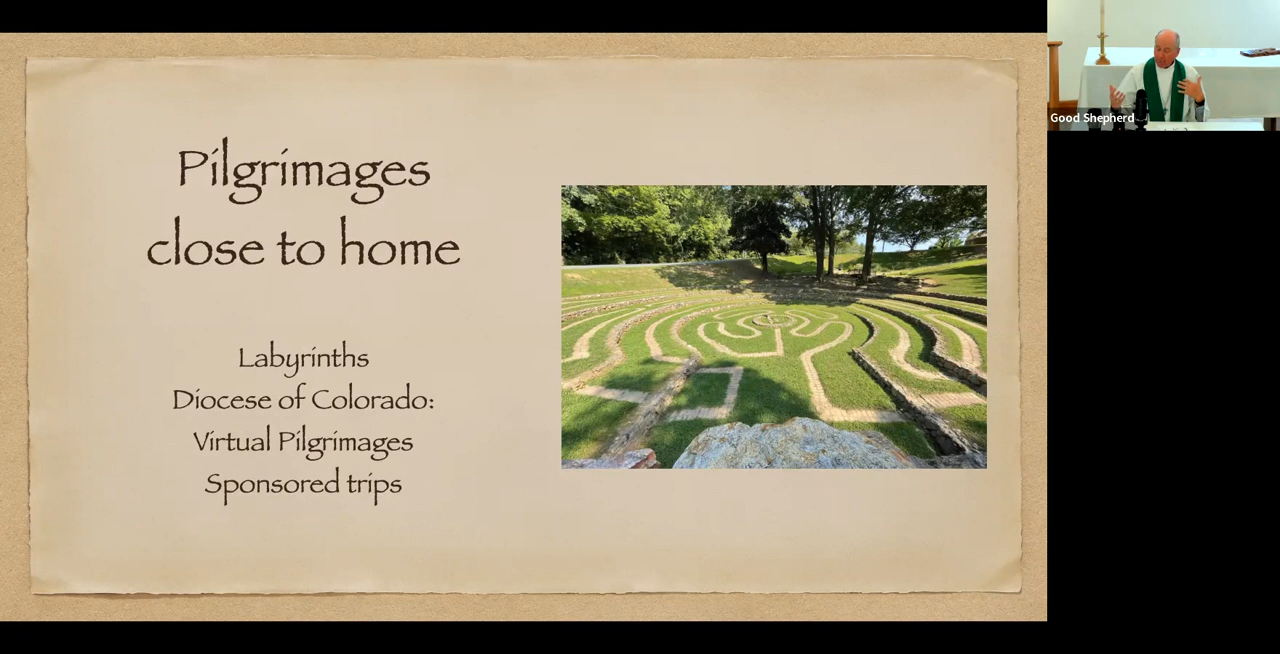 Pilgrimages
close to home
Labyrinths
Diocese of Colorado:
Virtual Pilgrimages
Sponsored trips
Good Shepherd